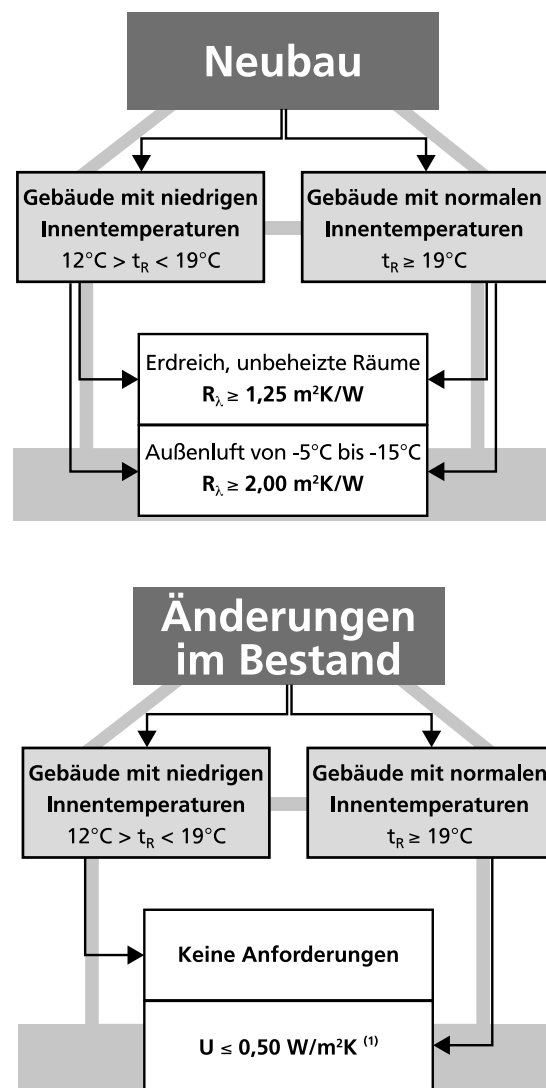 Neubau
Gebäude mit niedrigen
Innentemperaturen
12°C > tR < 19°C
Gebäude mit normalen
Innentemperaturen
tR ≥ 19°C
Erdreich, unbeheizte Räume
Rλ ≥ 1,25 m²K/W
Außenluft von -5°C bis -15°C
Rλ ≥ 2,00 m²K/W
Änderungen
im Bestand
Gebäude mit niedrigen
Innentemperaturen
12°C > tR < 19°C
Gebäude mit normalen
Innentemperaturen
tR ≥ 19°C
Keine Anforderungen
U ≤ 0,50 W/m²K (1)